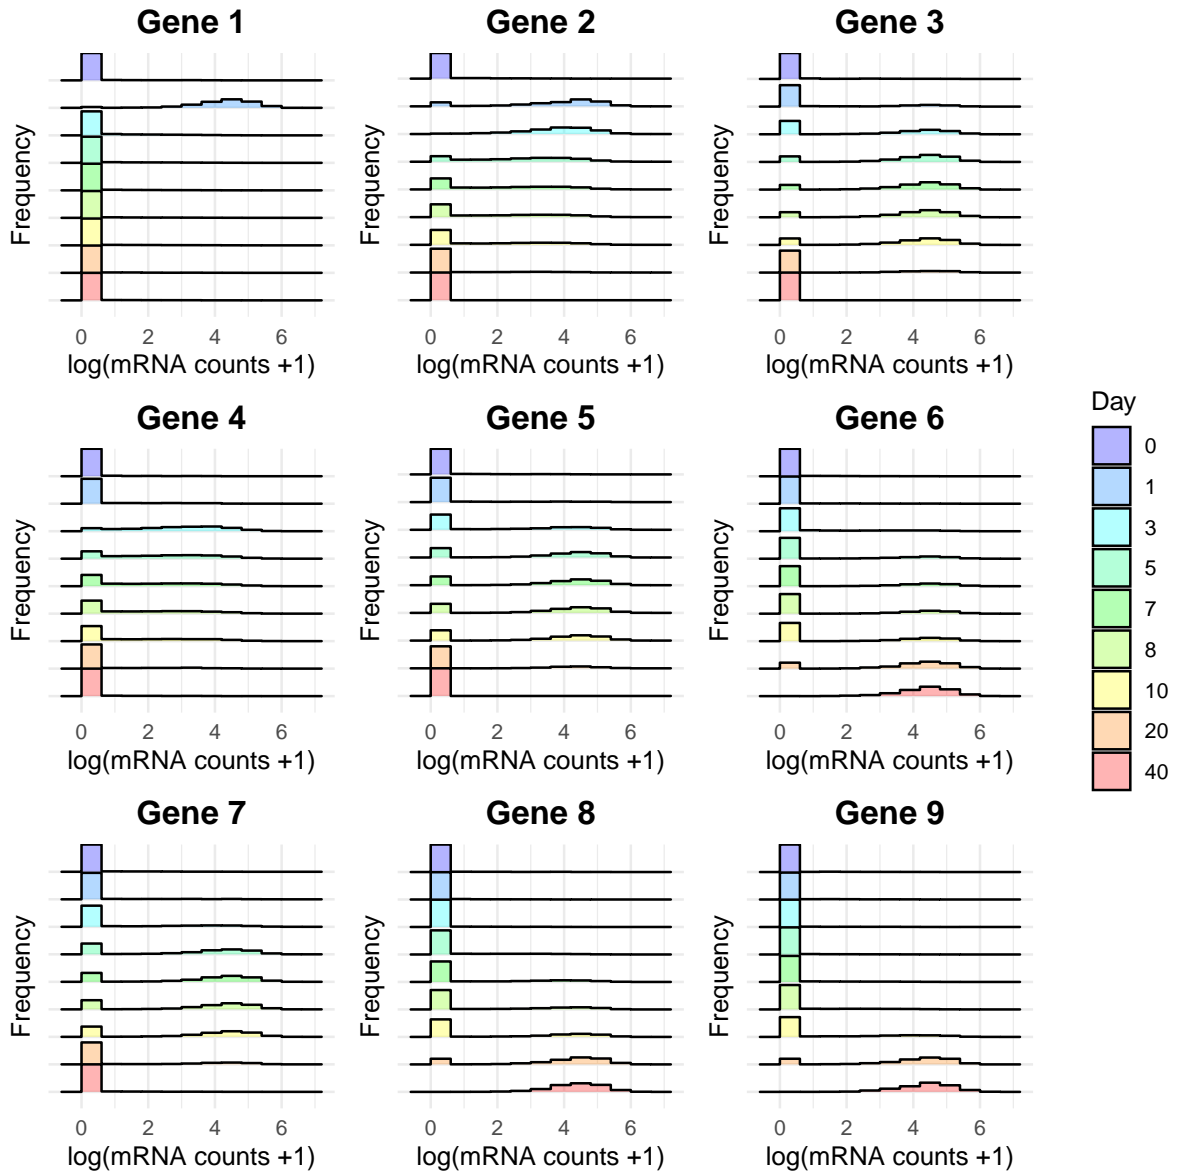 Gene 1
Gene 2
Gene 3
Frequency
Frequency
Frequency
0 2 4 6
0 2 4 6
0 2 4 6
log(mRNA counts +1)
log(mRNA counts +1)
log(mRNA counts +1)
Gene 4
Gene 5
Gene 6
Frequency
Frequency
Frequency
0 2 4 6
0 2 4 6
0 2 4 6
log(mRNA counts +1)
log(mRNA counts +1)
log(mRNA counts +1)
Gene 7
Gene 8
Gene 9
Frequency
Frequency
Frequency
0 2 4 6
0 2 4 6
0 2 4 6
log(mRNA counts +1)
log(mRNA counts +1)
log(mRNA counts +1)
Day
0
1
3
5
7
8
10
20
40